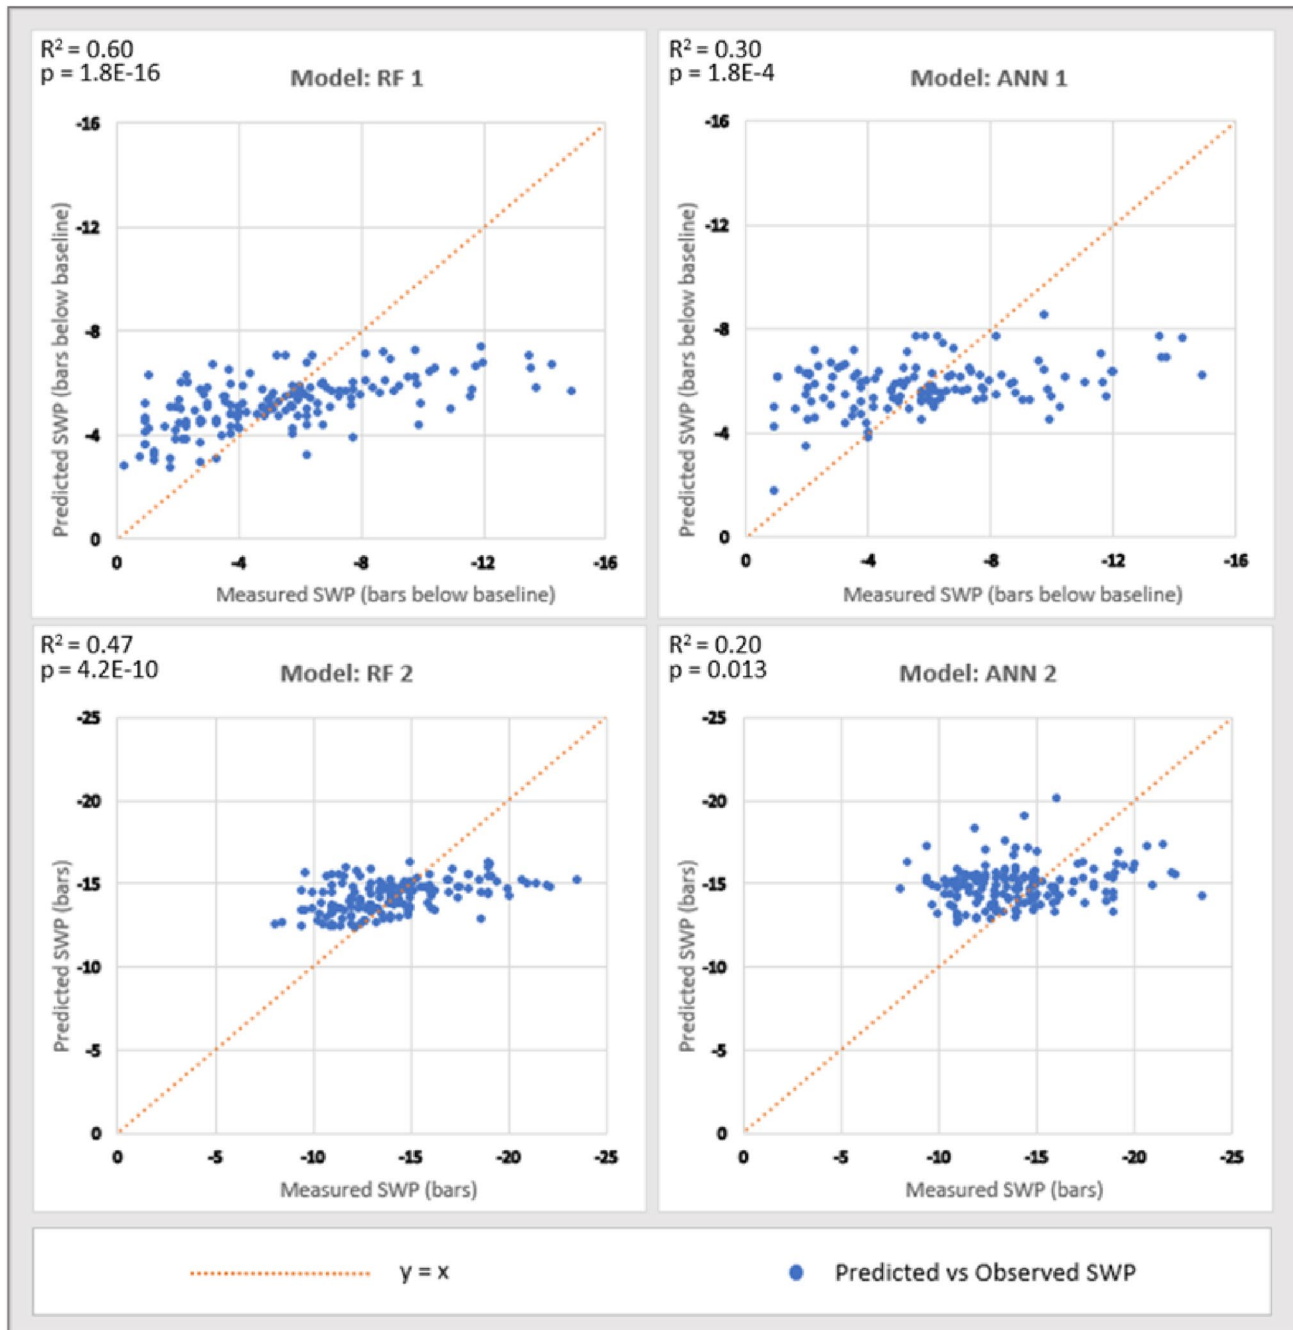 R² = 0.60
p = 1.8E-16
Model: RF 1
-16
-12
-8
-4
0
Predicted SWP (bars below baseline)
0 -4 -8 -12 -16
Measured SWP (bars below baseline)
R² = 0.30
p = 1.8E-4
Model: ANN 1
-16
-12
-8
-4
0
Predicted SWP (bars below baseline)
0 -4 -8 -12 -16
Measured SWP (bars below baseline)
R² = 0.47
p = 4.2E-10
Model: RF 2
-25
-20
-15
-10
-5
0
Predicted SWP (bars)
0 -5 -10 -15 -20 -25
Measured SWP (bars)
R² = 0.20
p = 0.013
Model: ANN 2
-25
-20
-15
-10
-5
0
Predicted SWP (bars)
0 -5 -10 -15 -20 -25
Measured SWP (bars)
y = x
Predicted vs Observed SWP